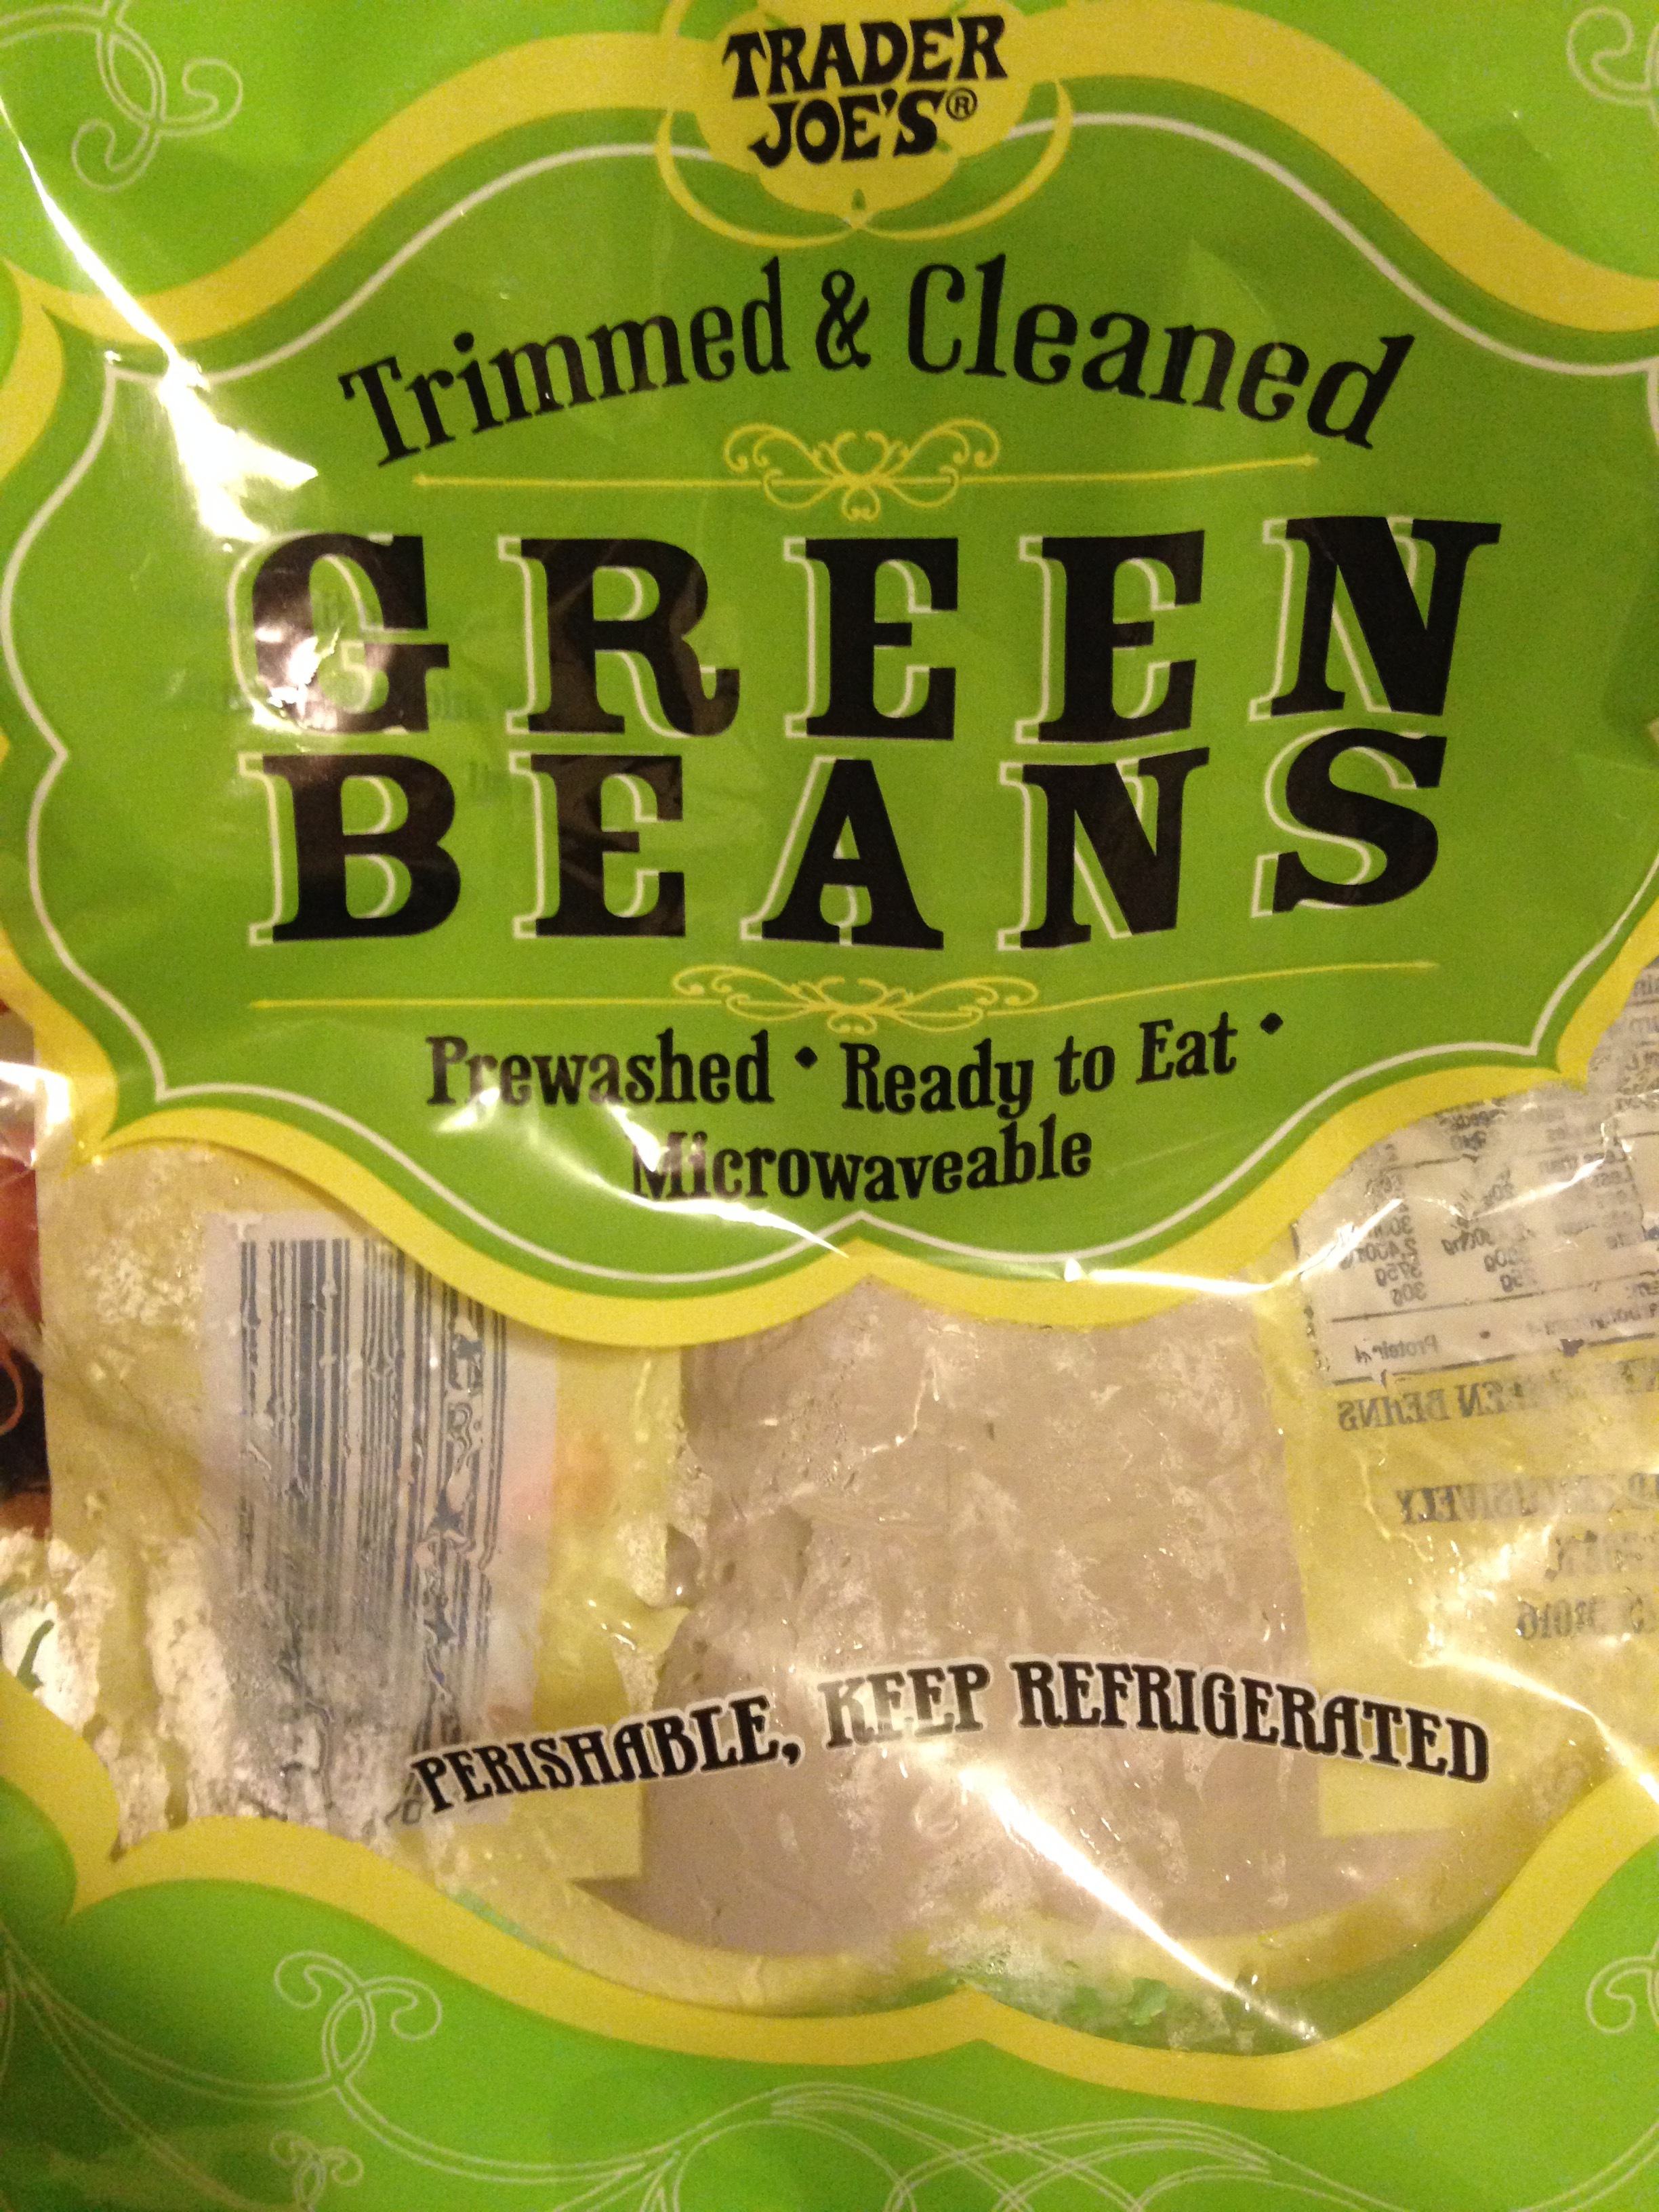 TRADER
JOE'S®
Trimmed & Cleaned
GREEN
BEANS
Prewashed • Ready to Eat •
Microwaveable
PERISHABLE, KEEP REFRIGERATED